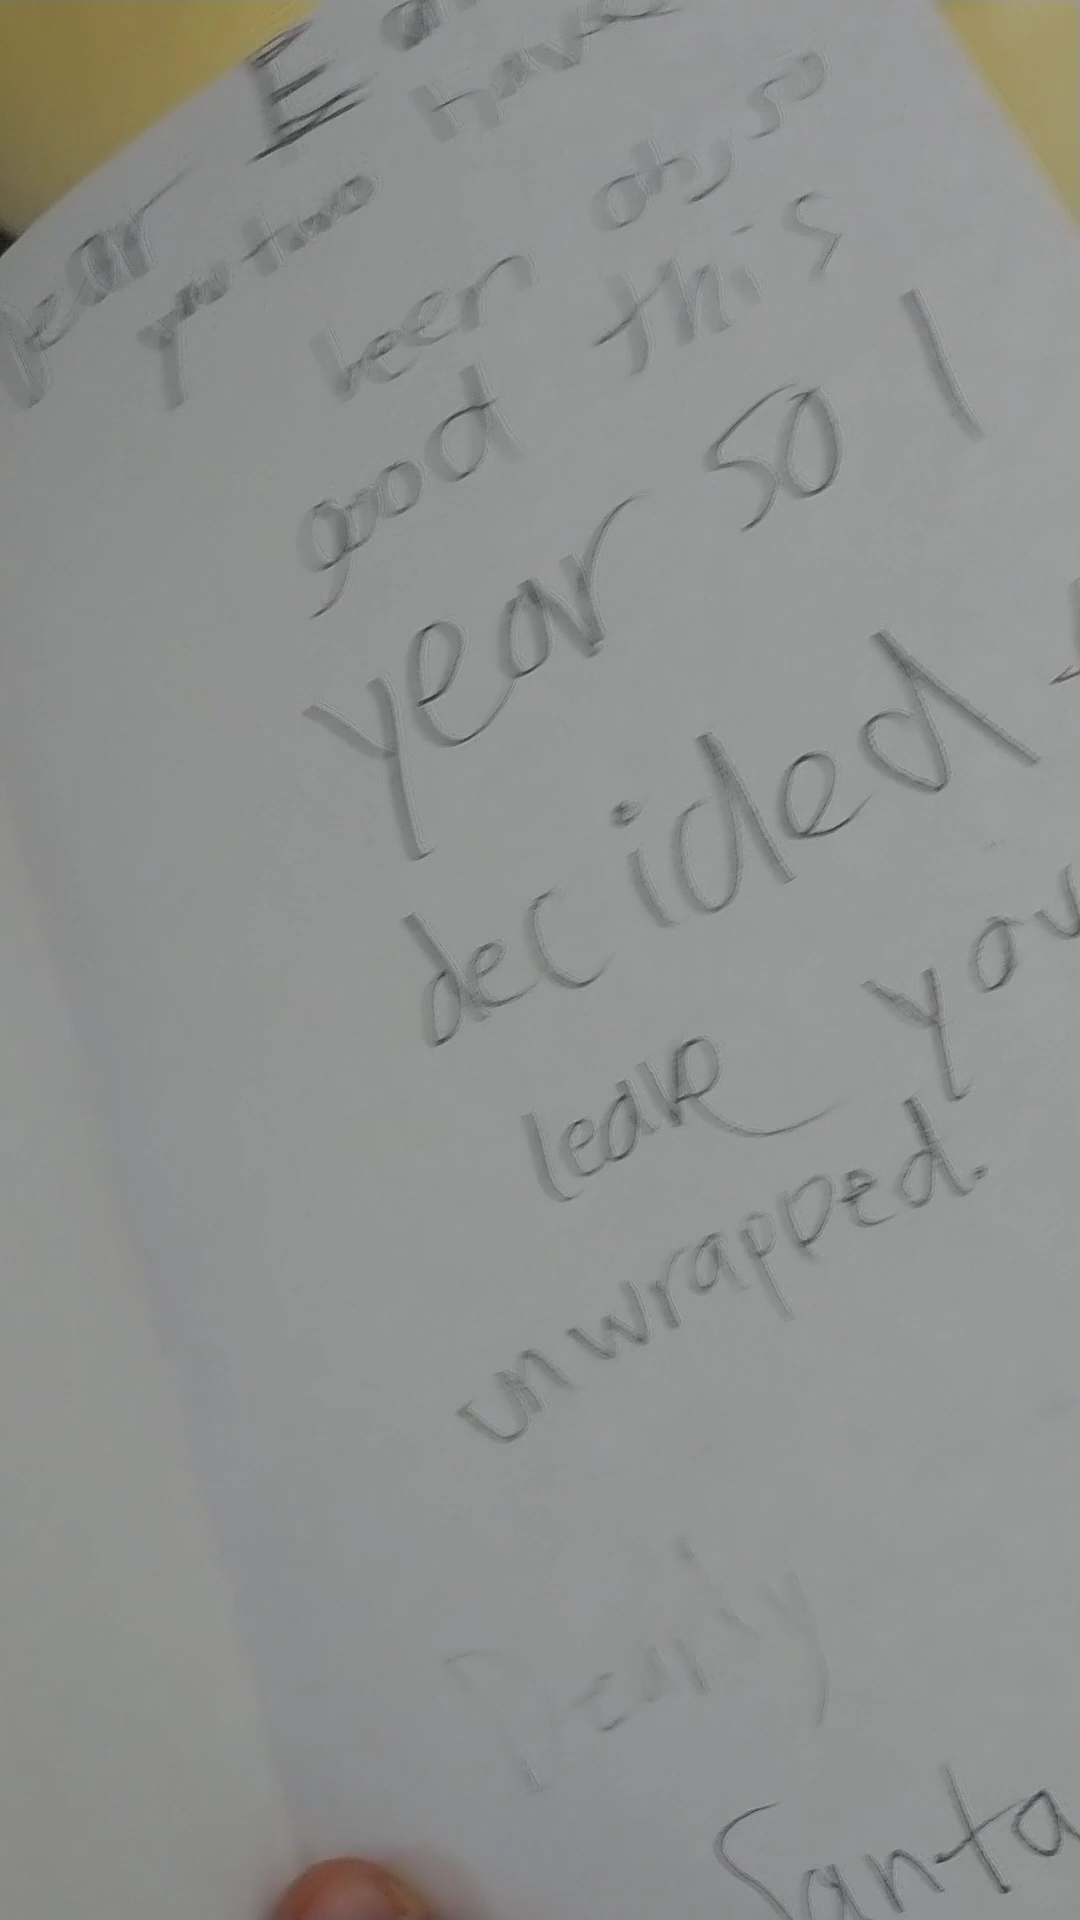 Dear E
you two have
been oh so
good this
year so I
decided
leave you
unwrapped.
Santa